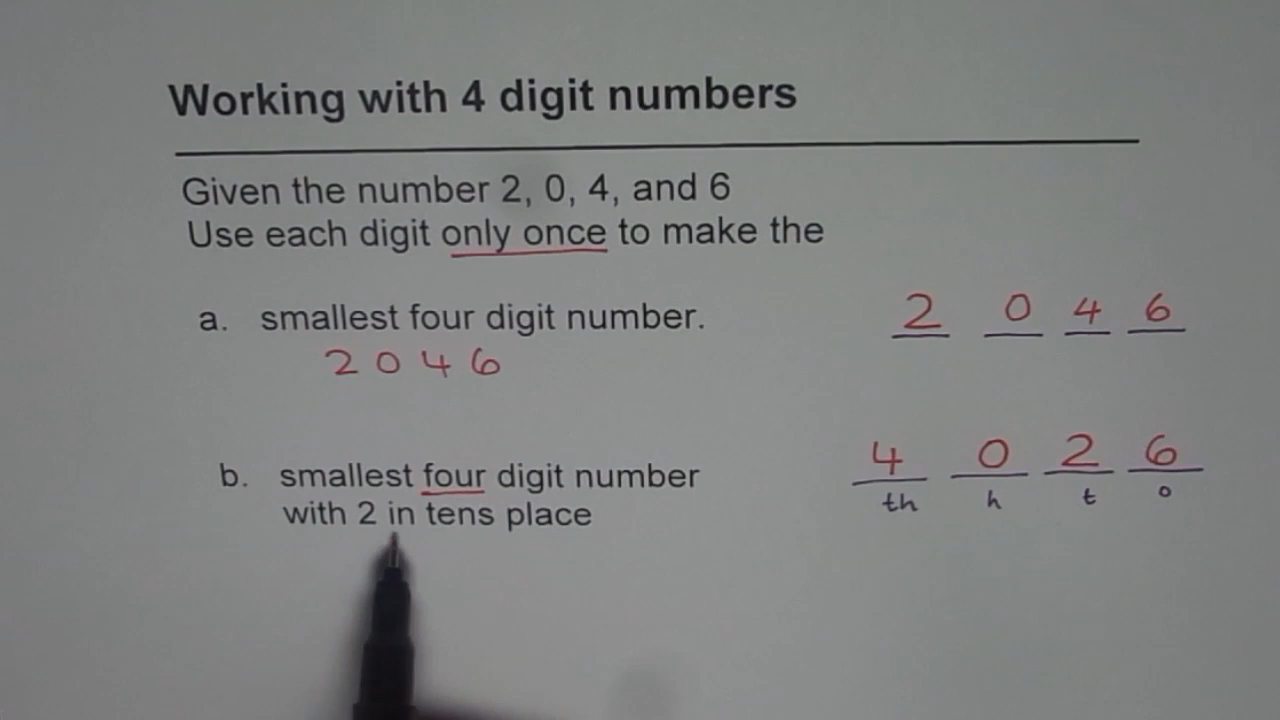 Working with 4 digit numbers
Given the number 2, 0, 4, and 6
Use each digit only once to make the
a. smallest four digit number.
2 0 4 6
2 0 4 6
b. smallest four digit number
with 2 in tens place
4 0 2 6
th h t o